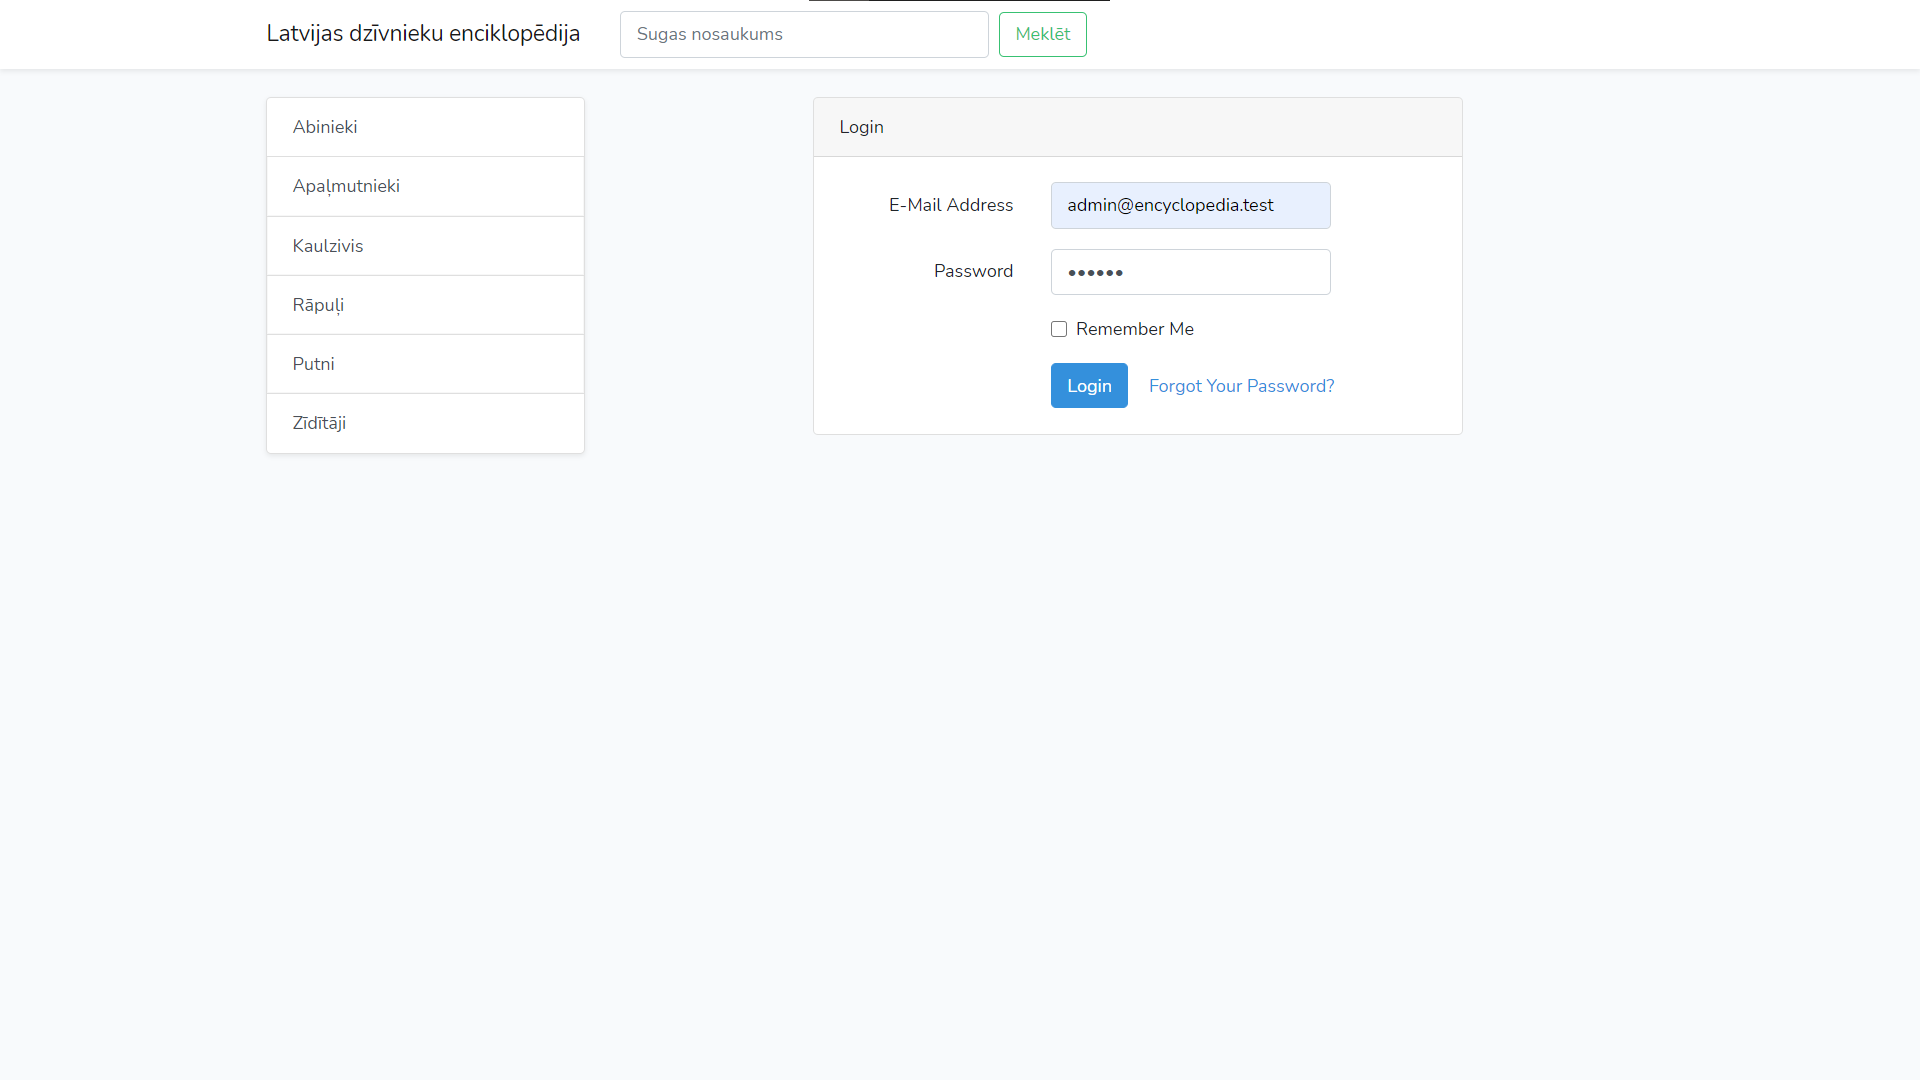 Latvijas dzīvnieku enciklopēdija
Sugas nosaukums
Meklēt
Abinieki
Apaļmutnieki
Kaulzivis
Rāpuļi
Putni
Zīdītāji
Login
E-Mail Address
admin@encyclopedia.test
Password
••••••
Remember Me
Login
Forgot Your Password?